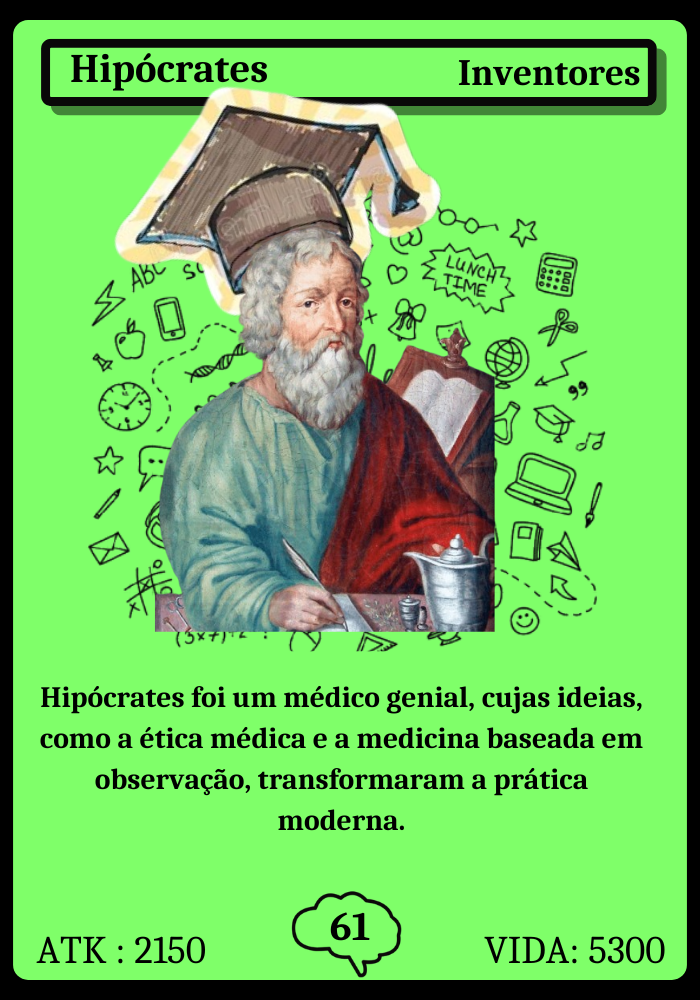 Hipócrates
Inventores
ABC
LUNCH
TIME
Hipócrates foi um médico genial, cujas ideias,
como a ética médica e a medicina baseada em
observação, transformaram a prática
moderna.
61
ATK : 2150
VIDA: 5300